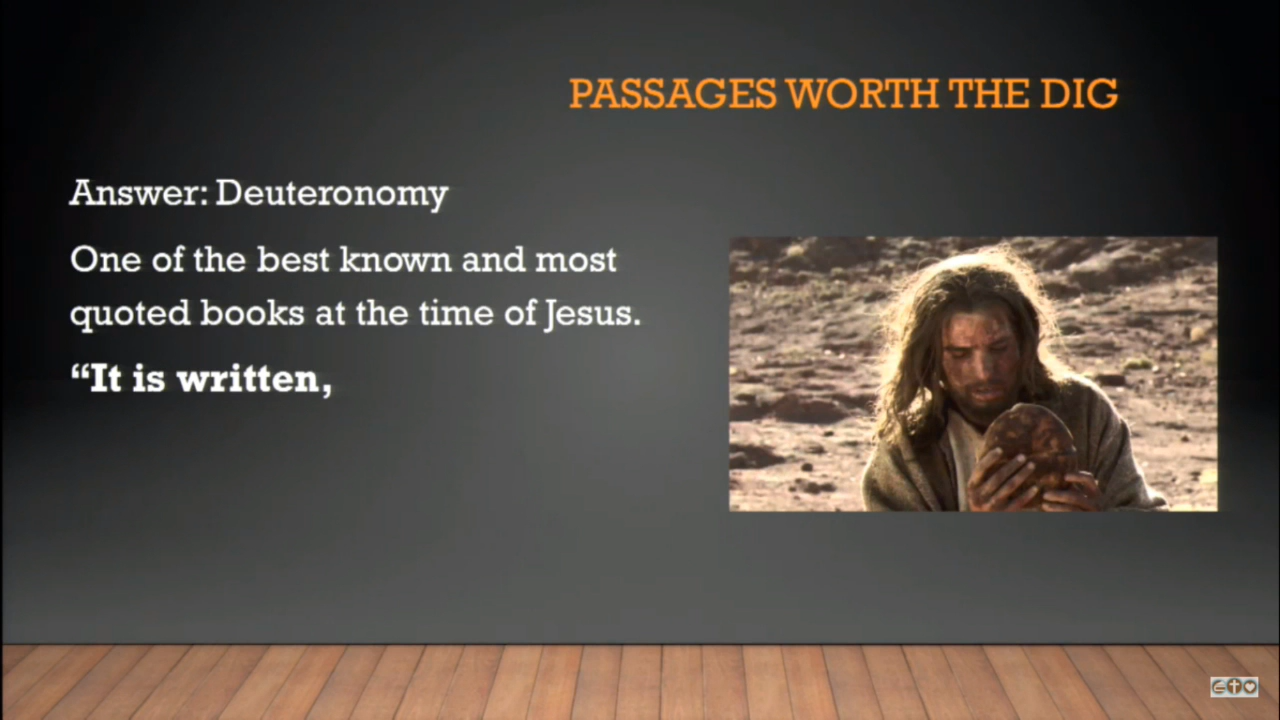 PASSAGES WORTH THE DIG
Answer: Deuteronomy
One of the best known and most
quoted books at the time of Jesus.
“It is written,